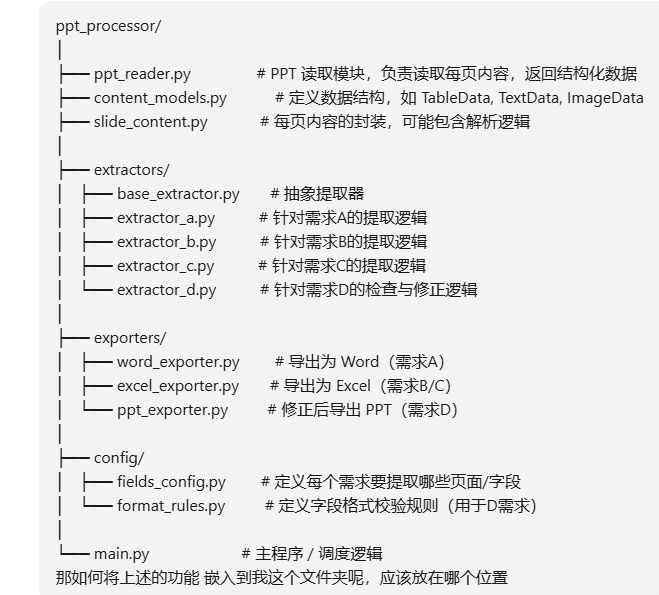 ppt_processor/
│
├── ppt_reader.py # PPT 读取模块，负责读取每页内容，返回结构化数据
├── content_models.py # 定义数据结构，如 TableData, TextData, ImageData
├── slide_content.py # 每页内容的封装，可能包含解析逻辑
│
├── extractors/
│ ├── base_extractor.py # 抽象提取器
│ ├── extractor_a.py # 针对需求A的提取逻辑
│ ├── extractor_b.py # 针对需求B的提取逻辑
│ ├── extractor_c.py # 针对需求C的提取逻辑
│ └── extractor_d.py # 针对需求D的检查与修正逻辑
│
├── exporters/
│ ├── word_exporter.py # 导出为 Word（需求A）
│ ├── excel_exporter.py # 导出为 Excel（需求B/C）
│ └── ppt_exporter.py # 修正后导出 PPT（需求D）
│
├── config/
│ ├── fields_config.py # 定义每个需求要提取哪些页面/字段
│ └── format_rules.py # 定义字段格式校验规则（用于D需求）
│
└── main.py # 主程序 / 调度逻辑
那如何将上述的功能 嵌入到我这个文件夹呢，应该放在哪个位置